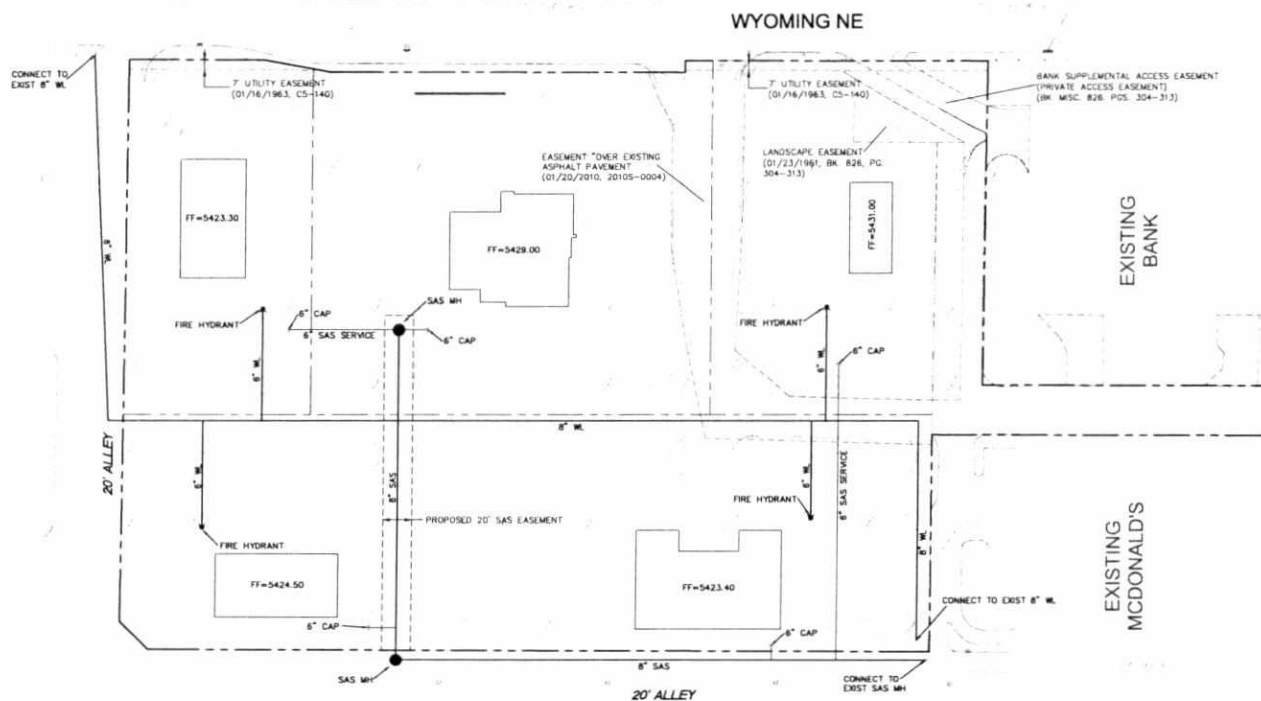 WYOMING NE
CONNECT TO
EXIST 8" WL
7' UTILITY EASEMENT
(01/16/1963, C5-140)
7' UTILITY EASEMENT
(01/16/1963, C5-140)
BANK SUPPLEMENTAL ACCESS EASEMENT
(PRIVATE ACCESS EASEMENT)
(BK MISC. 826, PGS. 304-313)
EASEMENT "OVER EXISTING
ASPHALT PAVEMENT
(01/20/2010, 2010S-0004)
LANDSCAPE EASEMENT
(01/23/1961, BK. 826, PG.
304-313)
FF=5423.30
FF=5429.00
FF=5431.00
EXISTING
BANK
8" WL
SAS MH
6" CAP
6" SAS SERVICE
6" CAP
FIRE HYDRANT
6" WL
FIRE HYDRANT
6" WL
6" CAP
8" WL
20' ALLEY
6" WL
8" SAS
6" WL
6" SAS SERVICE
FIRE HYDRANT
PROPOSED 20' SAS EASEMENT
FIRE HYDRANT
8" WL
FF=5424.50
FF=5423.40
EXISTING
MCDONALD'S
CONNECT TO EXIST 8" WL
6" CAP
6" CAP
8" SAS
SAS MH
CONNECT TO
EXIST SAS MH
20' ALLEY